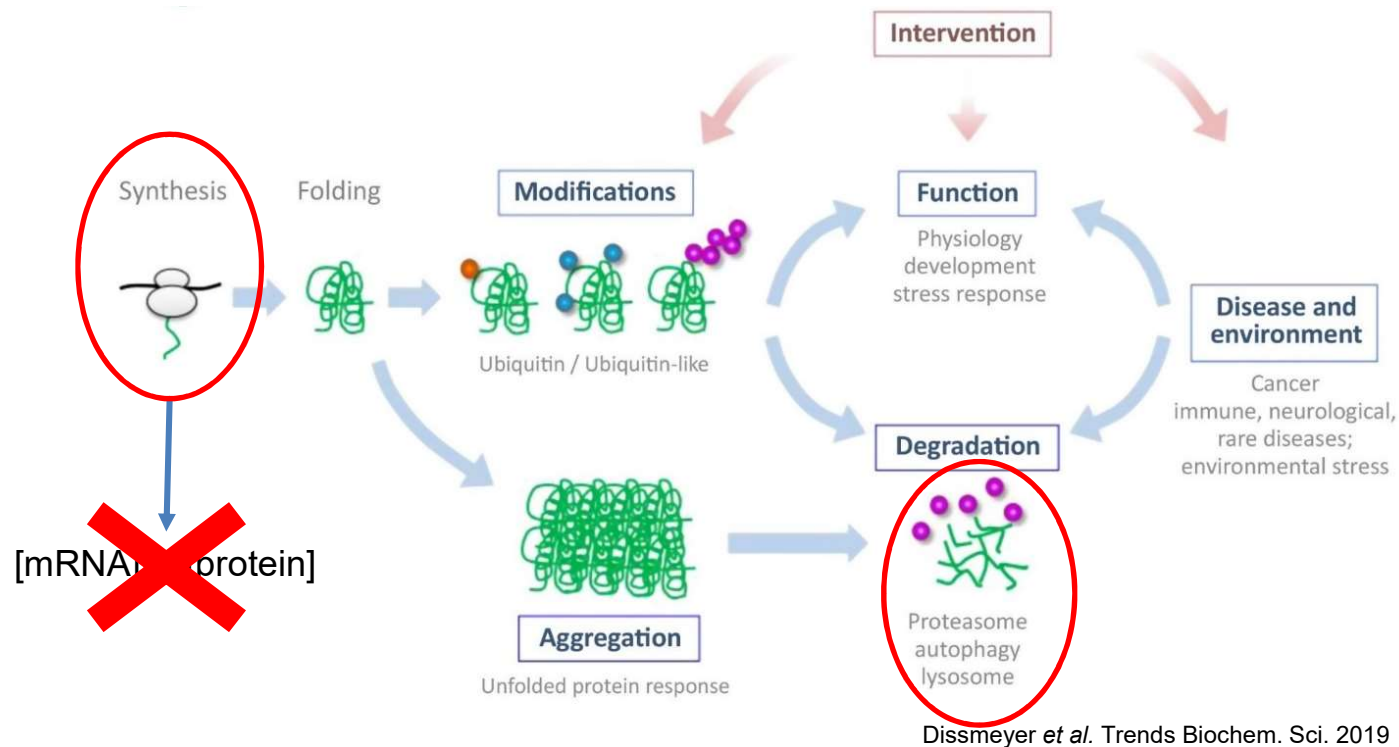 Intervention
Synthesis
Folding
Modifications
Function
Physiology
development
stress response
Ubiquitin / Ubiquitin-like
Disease and
environment
Cancer
immune, neurological,
rare diseases;
environmental stress
Degradation
[mRNA protein]
Aggregation
Unfolded protein response
Proteasome
autophagy
lysosome
Dissmeyer et al. Trends Biochem. Sci. 2019